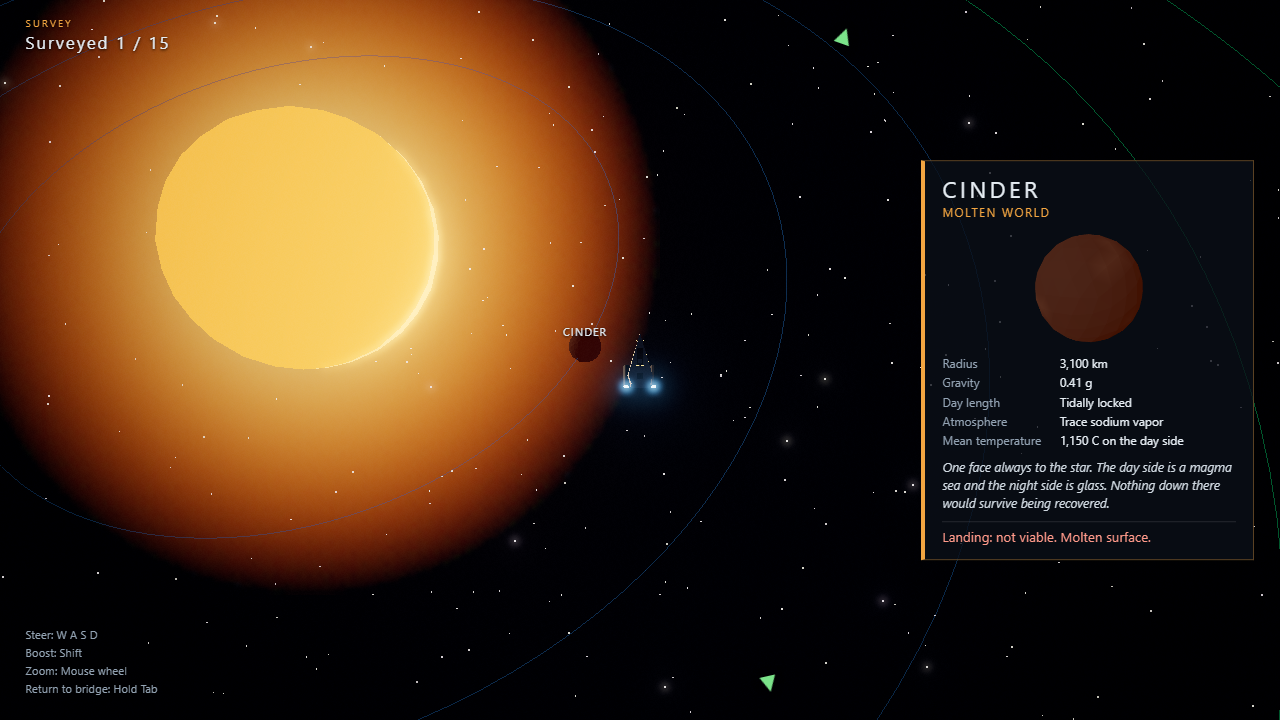 SURVEY
Surveyed 1 / 15
CINDER
CINDER
MOLTEN WORLD
Radius 3,100 km
Gravity 0.41 g
Day length Tidally locked
Atmosphere Trace sodium vapor
Mean temperature 1,150 C on the day side
One face always to the star. The day side is a magma
sea and the night side is glass. Nothing down there
would survive being recovered.
Landing: not viable. Molten surface.
Steer: W A S D
Boost: Shift
Zoom: Mouse wheel
Return to bridge: Hold Tab